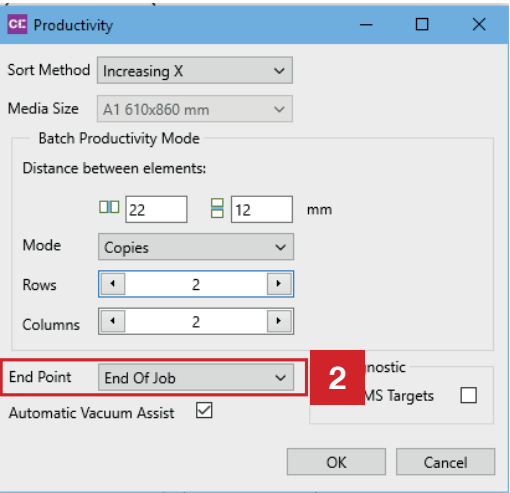 CE Productivity
Sort Method Increasing X
Media Size A1 610x860 mm
Batch Productivity Mode
Distance between elements:
22 12 mm
Mode Copies
Rows 2
Columns 2
End Point End Of Job
2
Automatic Vacuum Assist
nostic
MS Targets
OK Cancel